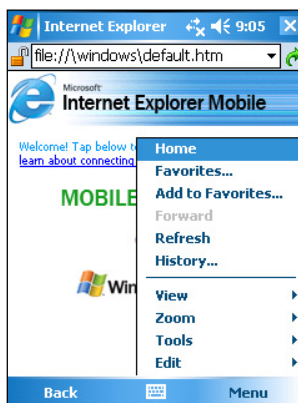 Internet Explorer 9:05
file://\windows\default.htm
Microsoft
Internet Explorer Mobile
Welcome! Tap below t
learn about connecting
MOBILE
Win
Home
Favorites...
Add to Favorites...
Forward
Refresh
History...
View
Zoom
Tools
Edit
Back Menu